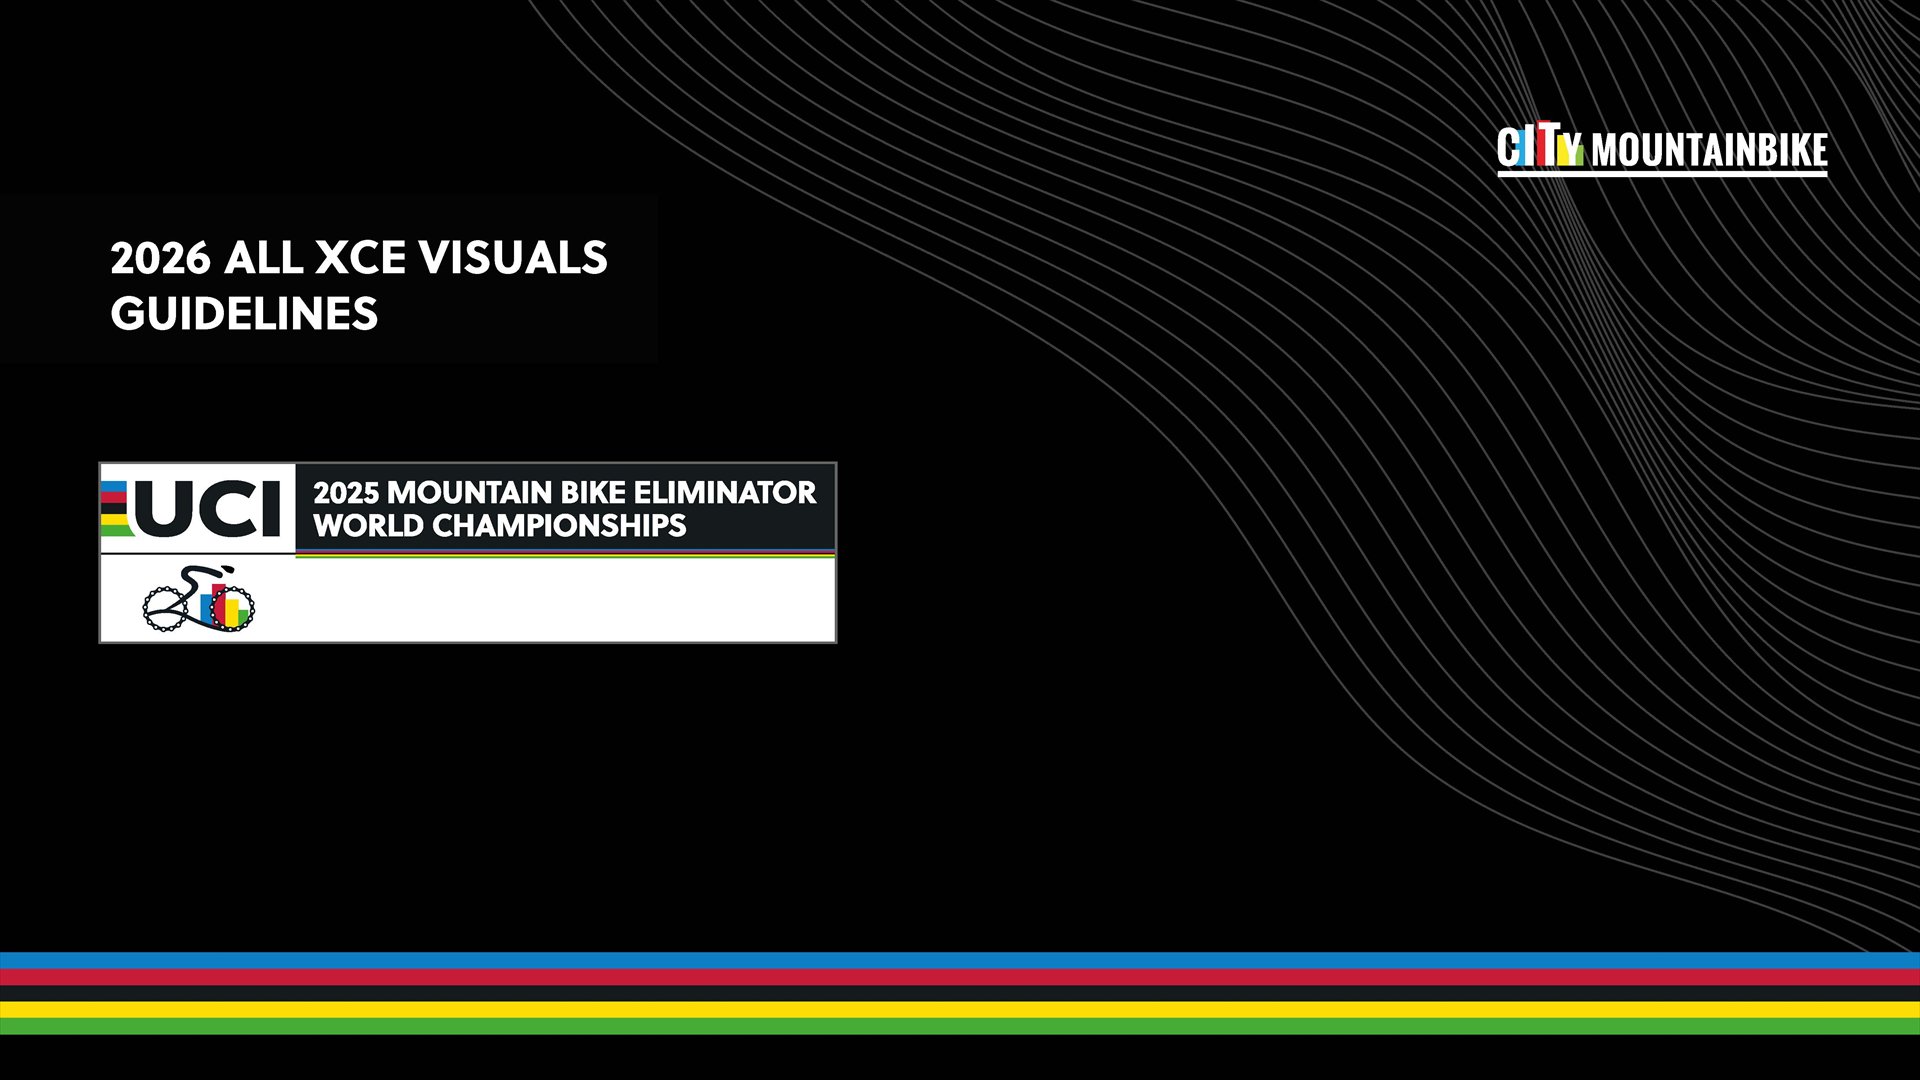 CITY MOUNTAINBIKE
2026 ALL XCE VISUALS
GUIDELINES
UCI
2025 MOUNTAIN BIKE ELIMINATOR
WORLD CHAMPIONSHIPS